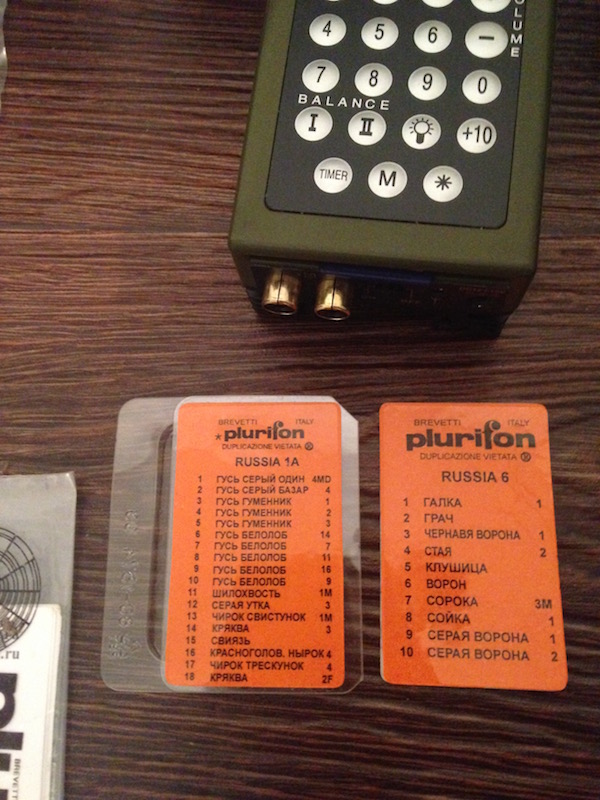 4 5 6 −
VOLUME
7 8 9 0
BALANCE
I II +10
TIMER M *
BREVETTI ITALY
*plurifon
DUPLICAZIONE VIETATA ®
RUSSIA 1A
1 ГУСЬ СЕРЫЙ ОДИН 4MD
2 ГУСЬ СЕРЫЙ БАЗАР 4
3 ГУСЬ ГУМЕННИК 1
4 ГУСЬ ГУМЕННИК 2
5 ГУСЬ ГУМЕННИК 3
6 ГУСЬ БЕЛОЛОБ 14
7 ГУСЬ БЕЛОЛОБ 7
8 ГУСЬ БЕЛОЛОБ 11
9 ГУСЬ БЕЛОЛОБ 16
10 ГУСЬ БЕЛОЛОБ 9
11 ШИЛОХВОСТЬ 1M
12 СЕРАЯ УТКА 3
13 ЧИРОК СВИСТУНОК 1M
14 КРЯКВА 3
15 СВИЯЗЬ
16 КРАСНОГОЛОВ. НЫРОК 4
17 ЧИРОК ТРЕСКУНОК 4
18 КРЯКВА 2F
BREVETTI ITALY
plurifon
DUPLICAZIONE VIETATA ®
RUSSIA 6
1 ГАЛКА 1
2 ГРАЧ
3 ЧЕРНАЯ ВОРОНА 1
4 СТАЯ 2
5 КЛУШИЦА
6 ВОРОН
7 СОРОКА 3M
8 СОЙКА 1
9 СЕРАЯ ВОРОНА 1
10 СЕРАЯ ВОРОНА 2
.ru